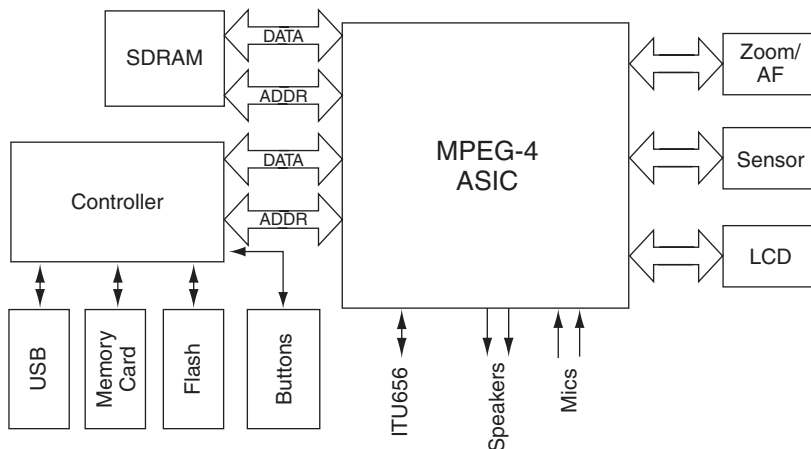 SDRAM
DATA
ADDR
Controller
DATA
ADDR
MPEG-4
ASIC
Zoom/
AF
Sensor
LCD
USB
Memory
Card
Flash
Buttons
ITU656
Speakers
Mics